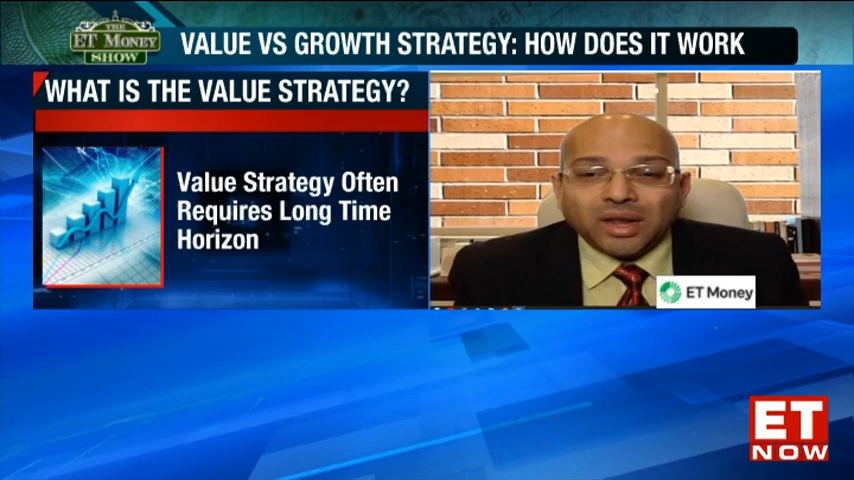 THE
ET MONEY
SHOW
VALUE VS GROWTH STRATEGY: HOW DOES IT WORK
WHAT IS THE VALUE STRATEGY?
Value Strategy Often
Requires Long Time
Horizon
ET Money
ET
NOW